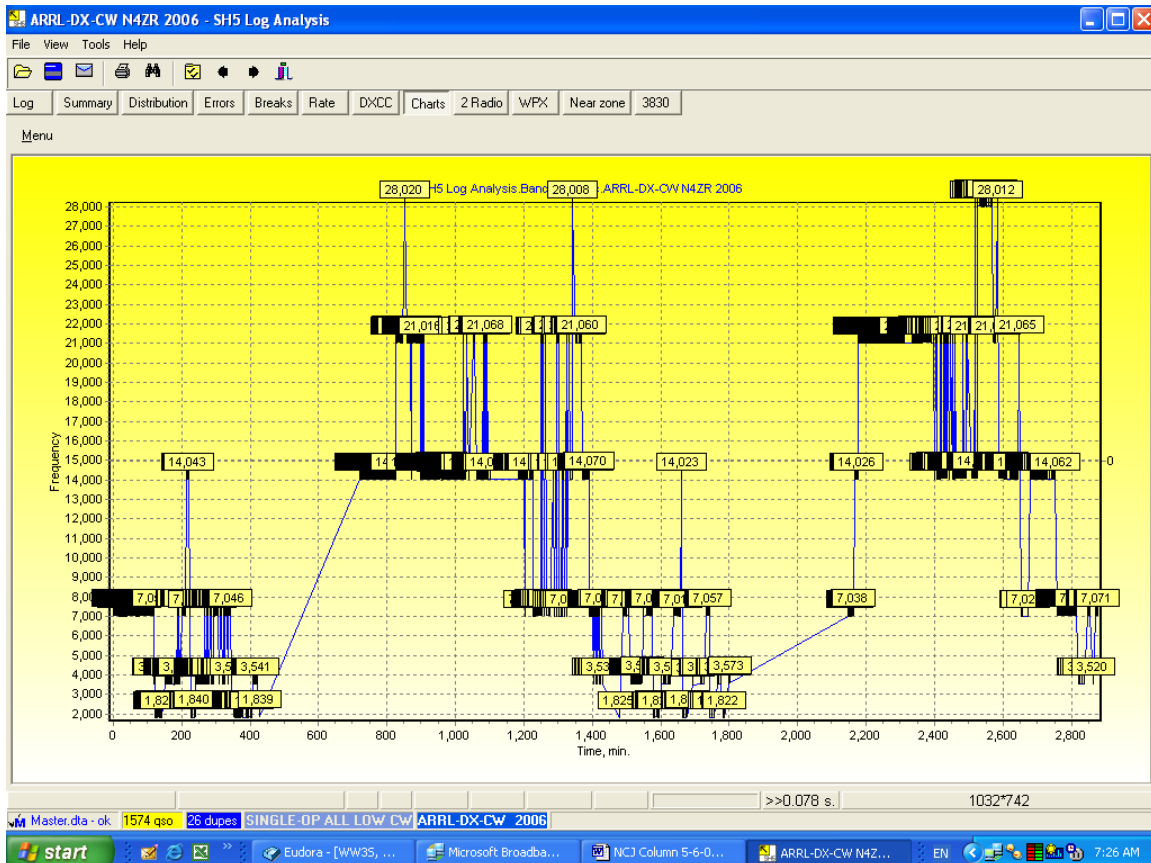 ARRL-DX-CW N4ZR 2006 - SH5 Log Analysis
File View Tools Help
Log Summary Distribution Errors Breaks Rate DXCC Charts 2 Radio WPX Near zone 3830
Menu
28,020 H5 Log Analysis.Band 28,008 .ARRL-DX-CW N4ZR 2006 28,012
28,000
27,000
26,000
25,000
24,000
23,000
22,000 21,016 21,068 21,060 21,065
21,000
20,000
19,000
18,000
17,000
16,000
15,000 14,043 14,070 14,023 14,026 14,062 0
14,000
13,000
12,000
11,000
10,000
9,000
7,046 7,057 7,038 7,071
7,000
6,000
5,000
4,000 3,541 3,573 3,520
3,000 1,840 1,839 1,825 1,822
2,000
Frequency
0 200 400 600 800 1,000 1,200 1,400 1,600 1,800 2,000 2,200 2,400 2,600 2,800
Time, min.
>>0.078 s. 1032*742
Master.dta - ok 1574 qso 26 dupes SINGLE-OP ALL LOW CW ARRL-DX-CW 2006
start Eudora - [WW3S, ... Microsoft Broadba... NCJ Column 5-6-0... ARRL-DX-CW N4Z... EN 7:26 AM